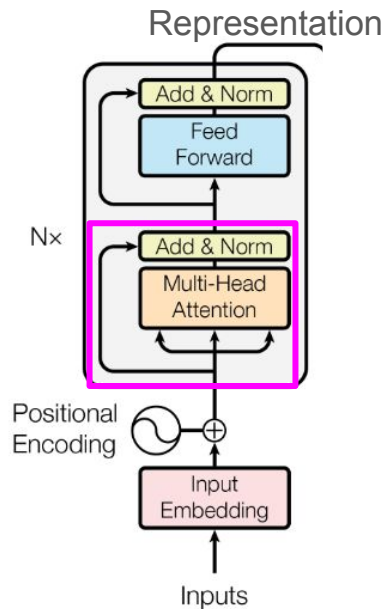 Representation
Add & Norm
Feed
Forward
N×
Add & Norm
Multi-Head
Attention
Positional
Encoding
Input
Embedding
Inputs